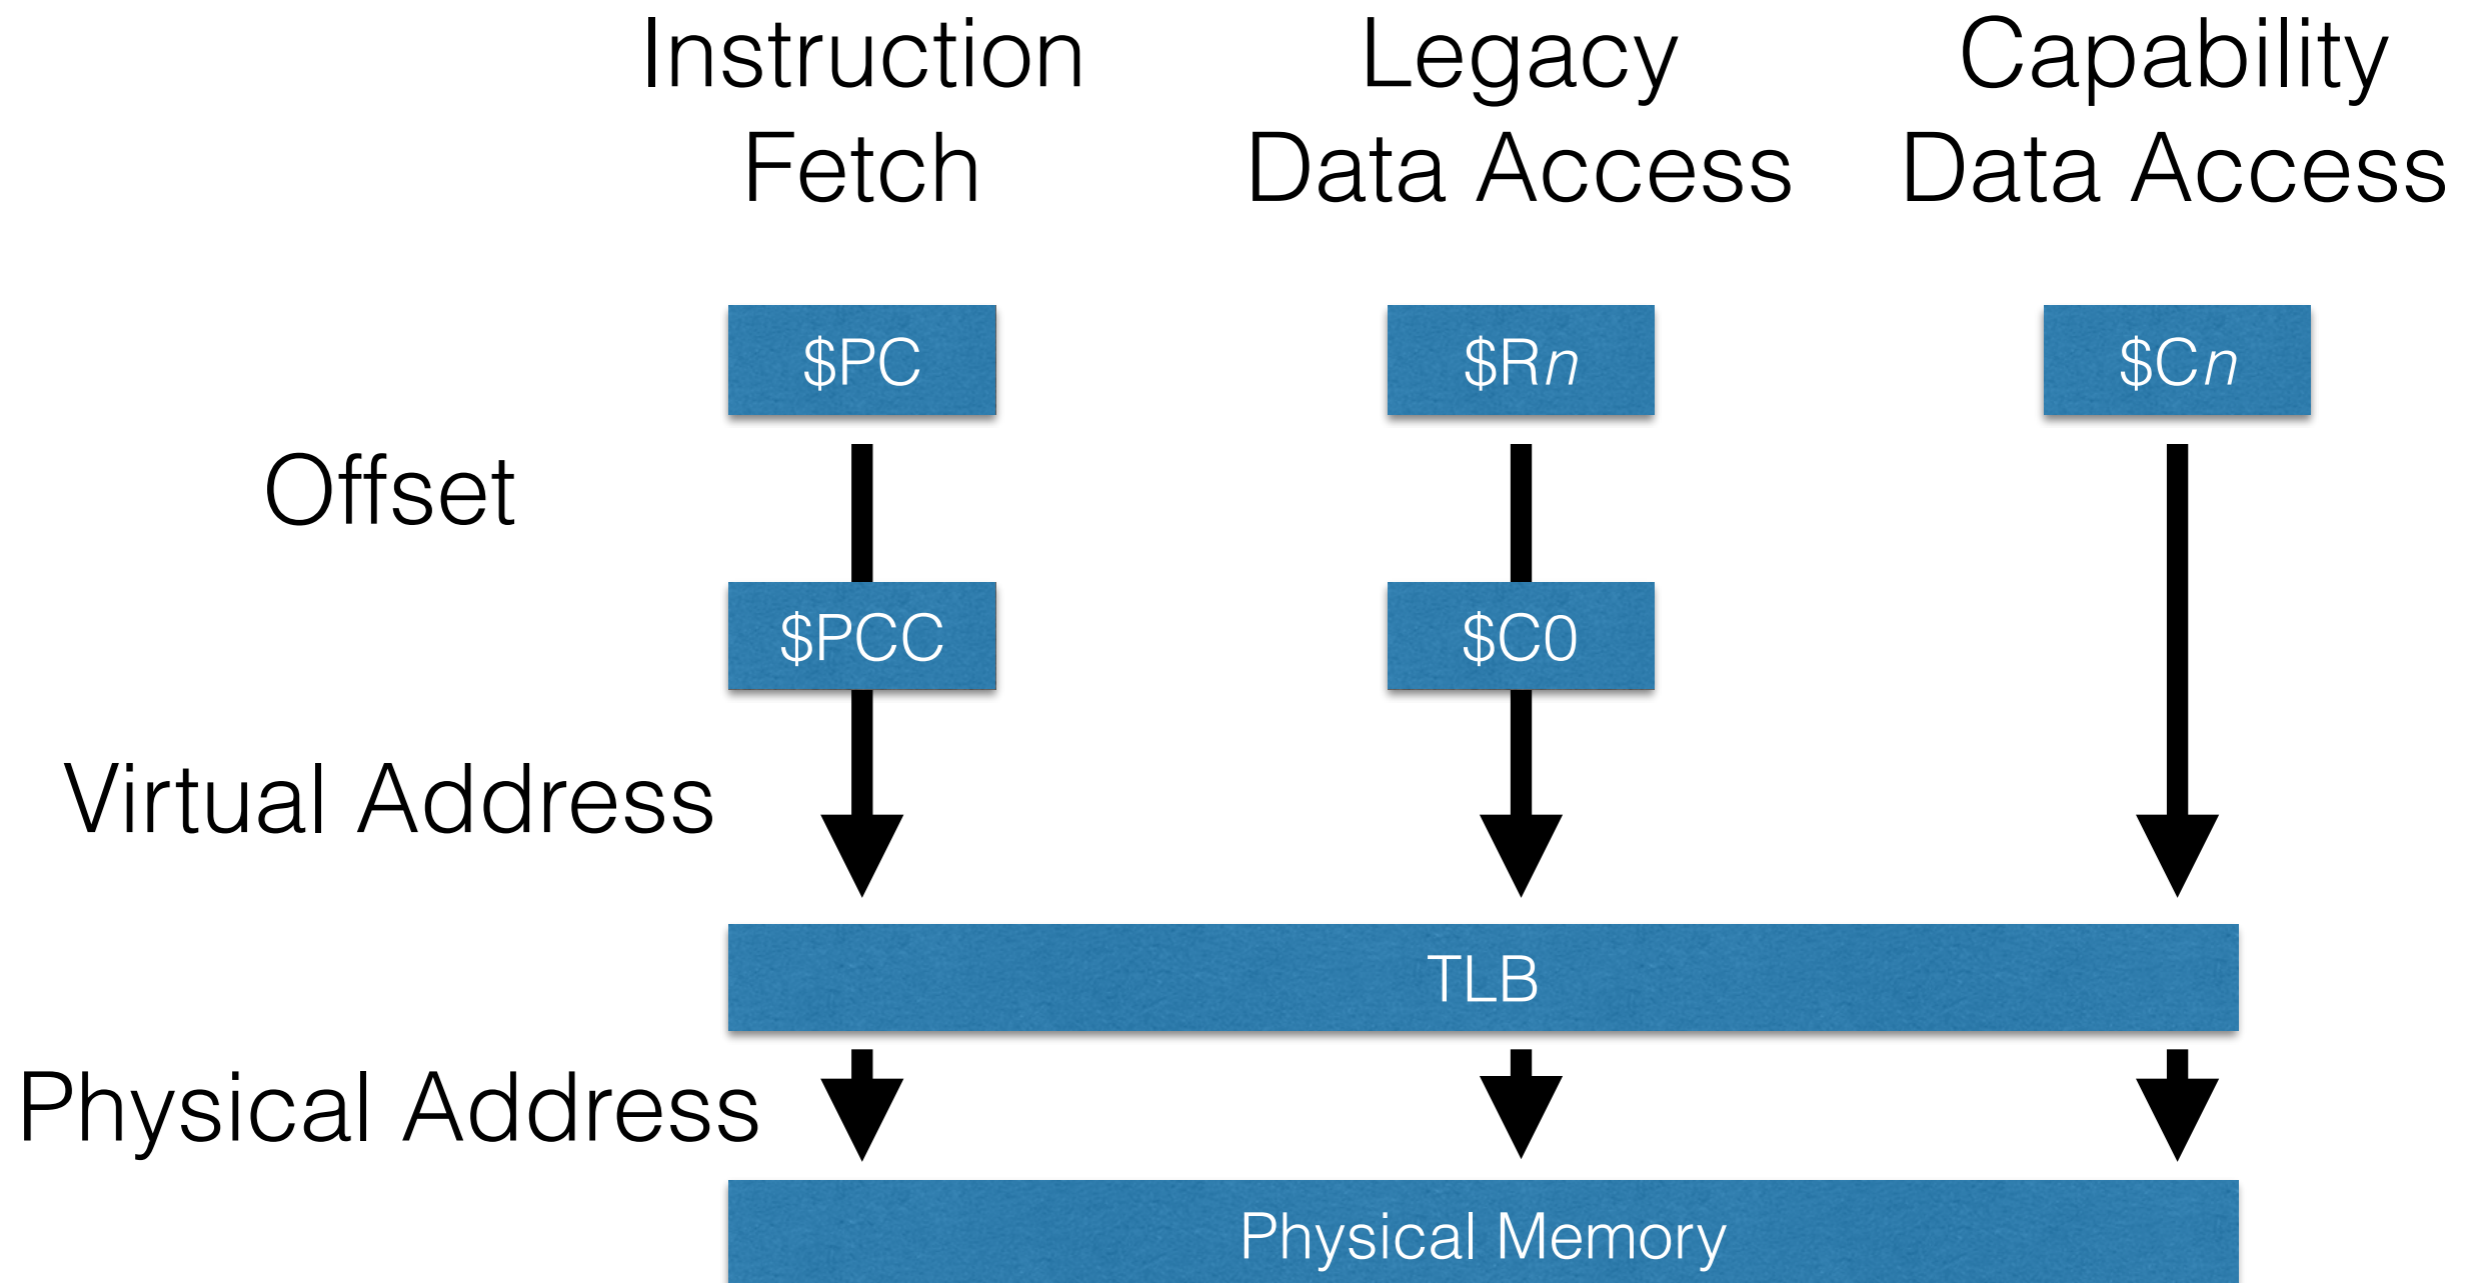 Instruction
Fetch
Legacy
Data Access
Capability
Data Access
$PC
$Rn
$Cn
Offset
$PCC
$C0
Virtual Address
TLB
Physical Address
Physical Memory